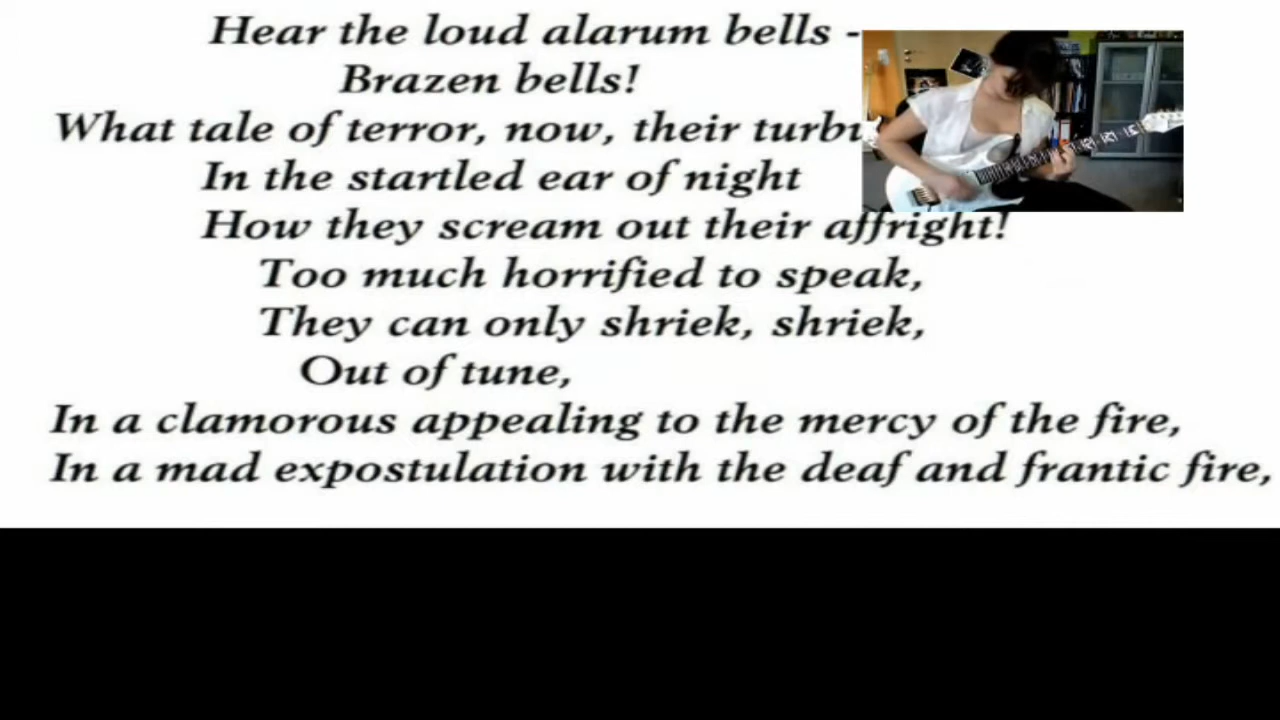 Hear the loud alarum bells -
Brazen bells!
What tale of terror, now, their
In the startled ear of night
How they scream out their affright!
Too much horrified to speak,
They can only shriek, shriek,
Out of tune,
In a clamorous appealing to the mercy of the fire,
In a mad expostulation with the deaf and frantic fire,